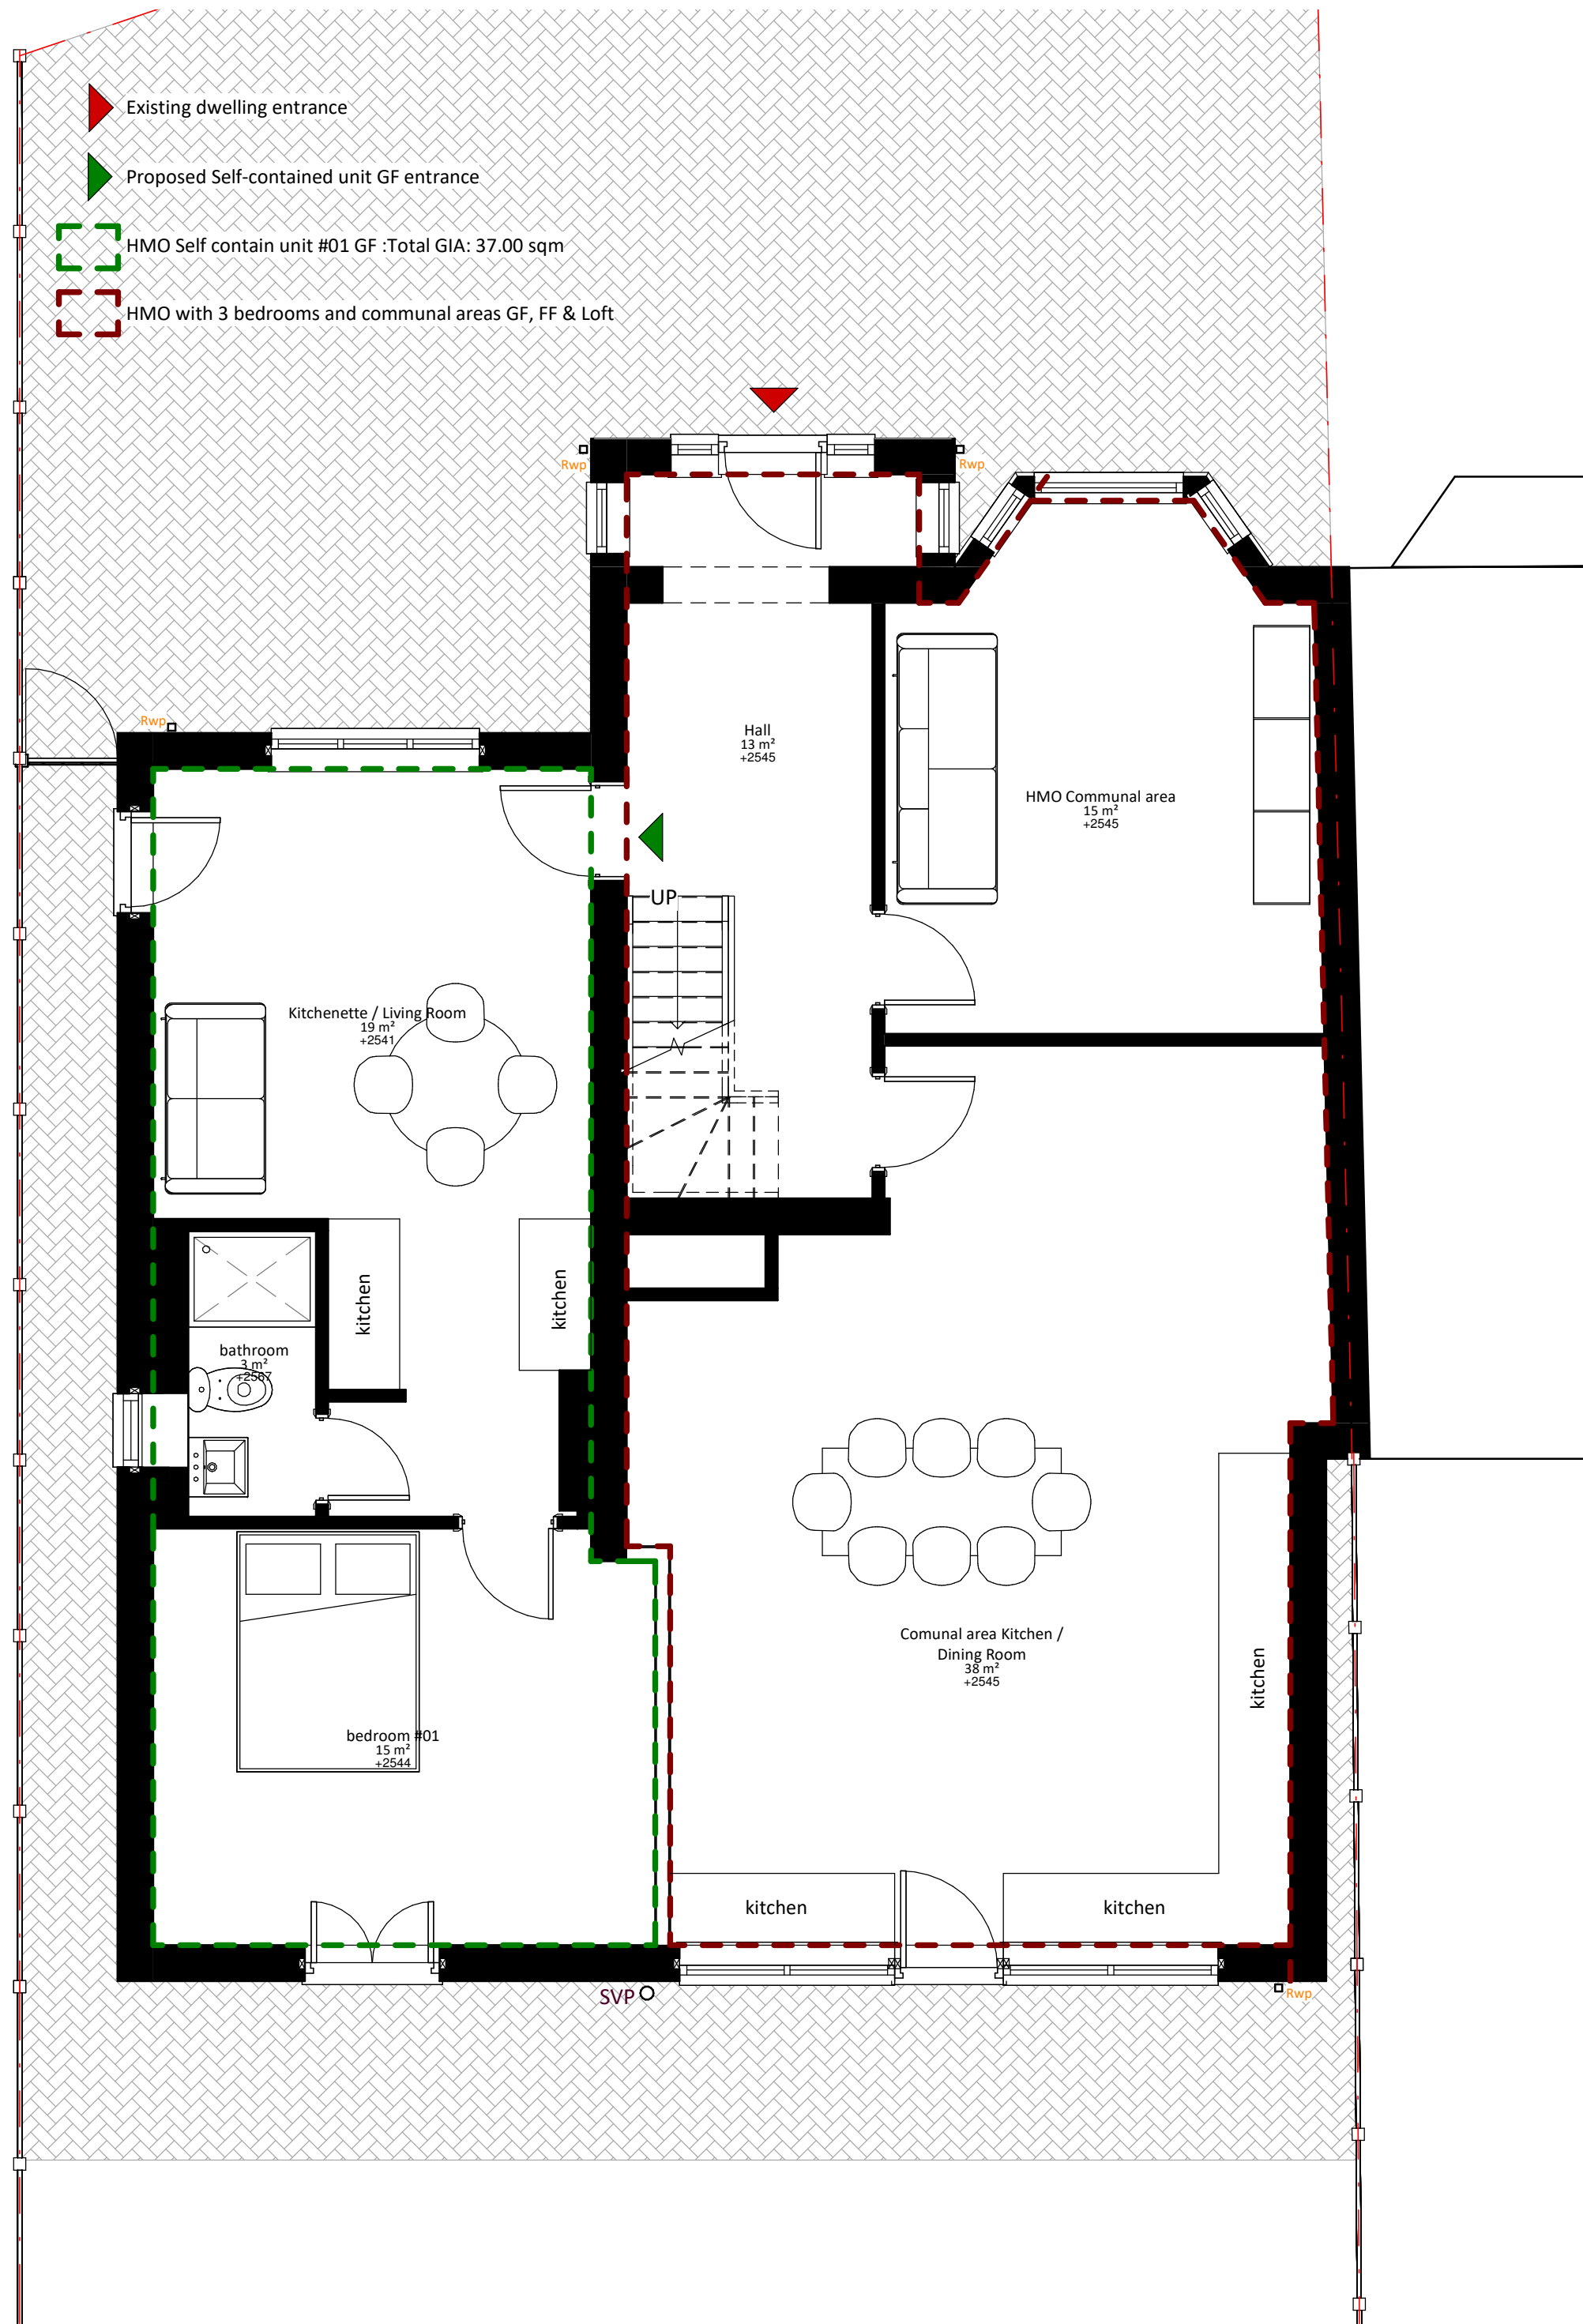 Existing dwelling entrance
Proposed Self-contained unit GF entrance
HMO Self contain unit #01 GF :Total GIA: 37.00 sqm
HMO with 3 bedrooms and communal areas GF, FF & Loft
Rwp
Rwp
Rwp
Hall
13 m²
+2545
HMO Communal area
15 m²
+2545
UP
Kitchenette / Living Room
19 m²
+2541
kitchen
kitchen
bathroom
3 m²
+2567
Comunal area Kitchen /
Dining Room
38 m²
+2545
kitchen
bedroom #01
15 m²
+2544
kitchen
kitchen
SVP
Rwp